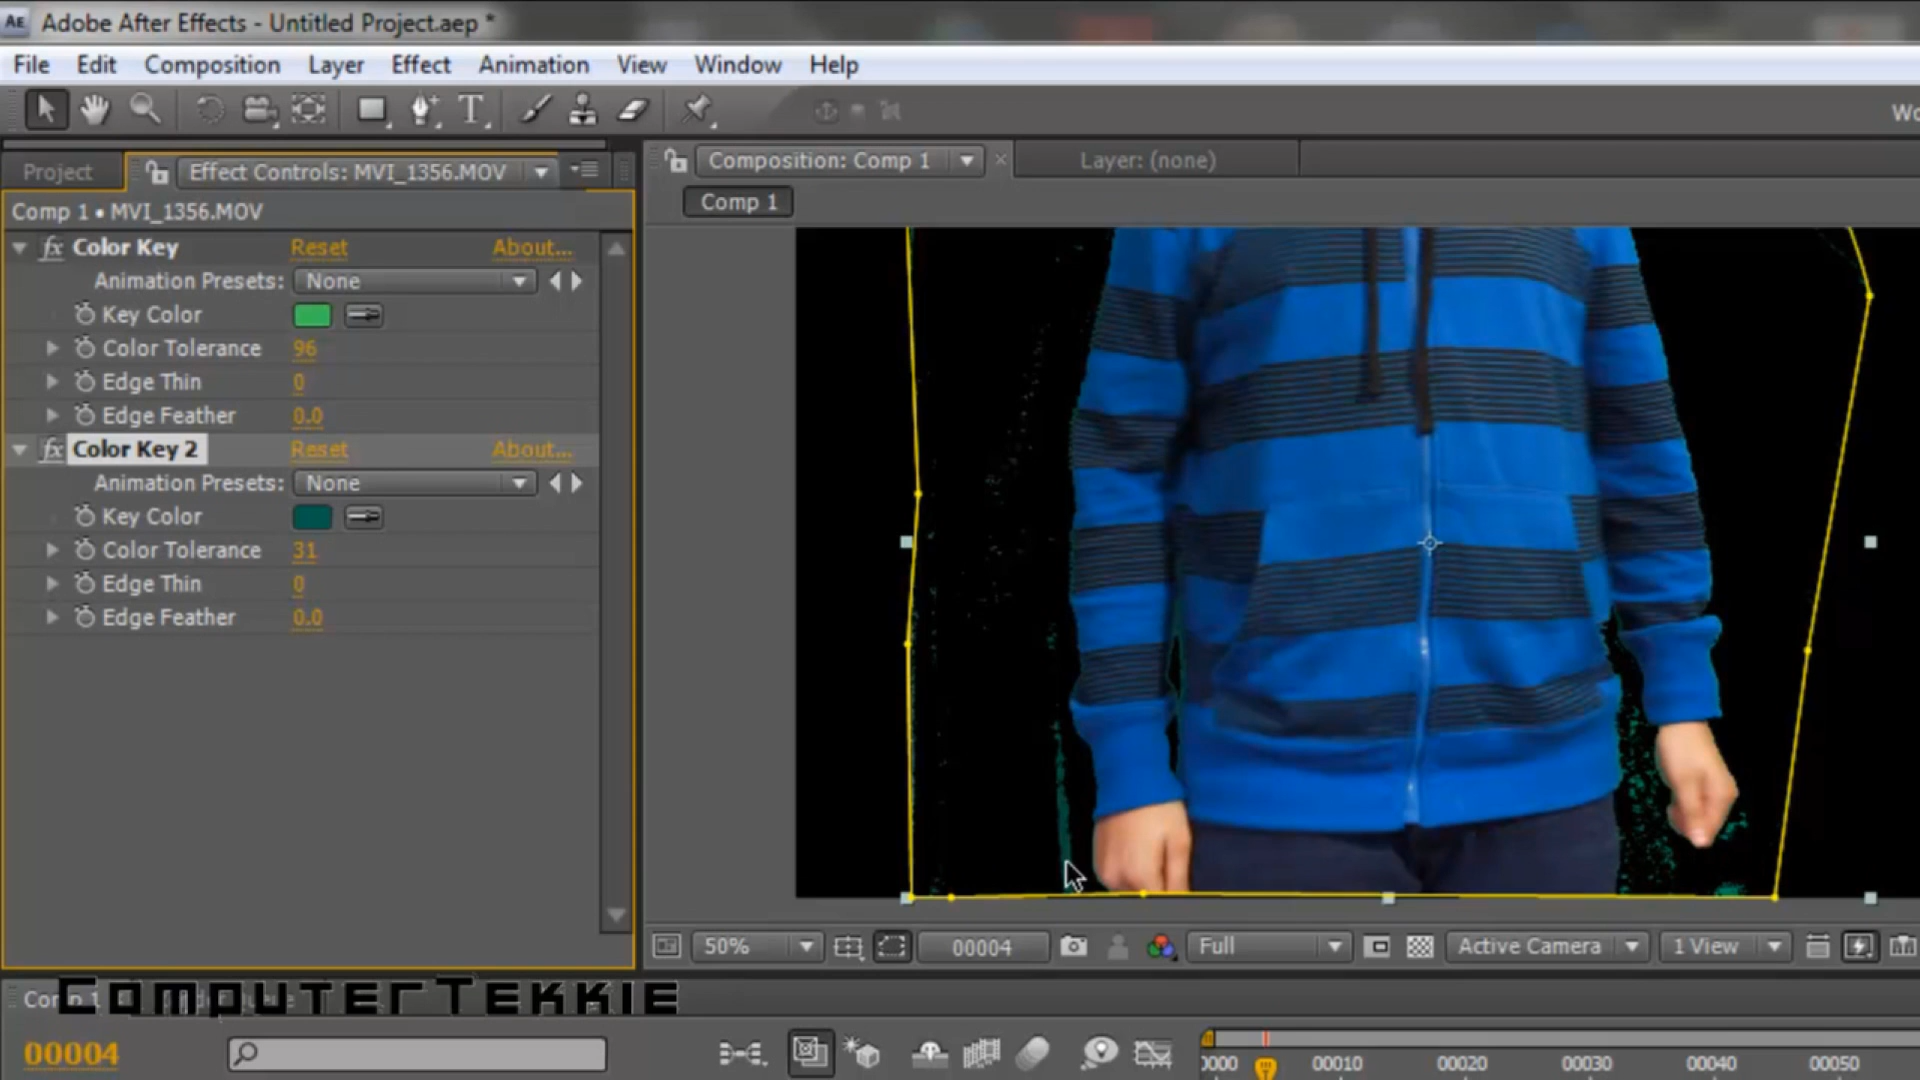 AE Adobe After Effects - Untitled Project.aep *
File Edit Composition Layer Effect Animation View Window Help
T
Project Effect Controls: MVI_1356.MOV
Composition: Comp 1 × Layer: (none)
Comp 1
Comp 1 • MVI_1356.MOV
fx Color Key Reset About...
Animation Presets: None
Key Color
Color Tolerance 96
Edge Thin 0
Edge Feather 0.0
fx Color Key 2 Reset About...
Animation Presets: None
Key Color
Color Tolerance 31
Edge Thin 0
Edge Feather 0.0
50% 00004 Full Active Camera 1 View
ComputerTekkie
00004
00010 00020 00030 00040 00050